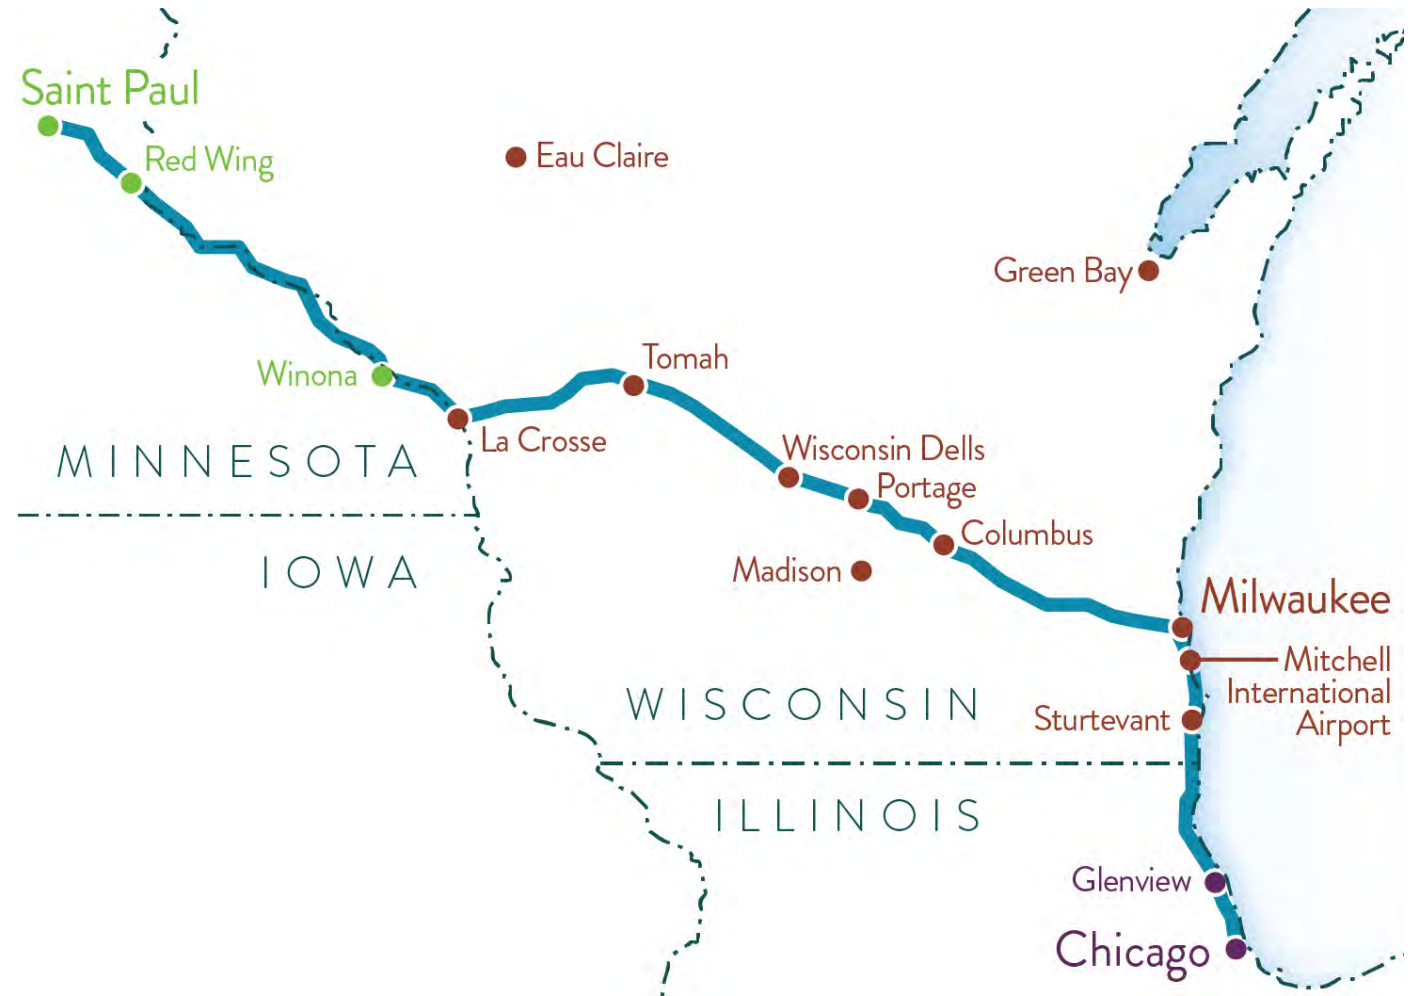 Saint Paul
Red Wing
Eau Claire
Green Bay
Tomah
Winona
La Crosse
MINNESOTA
Wisconsin Dells
Portage
Columbus
IOWA
Madison
Milwaukee
Mitchell
International
Airport
WISCONSIN
Sturtevant
ILLINOIS
Glenview
Chicago